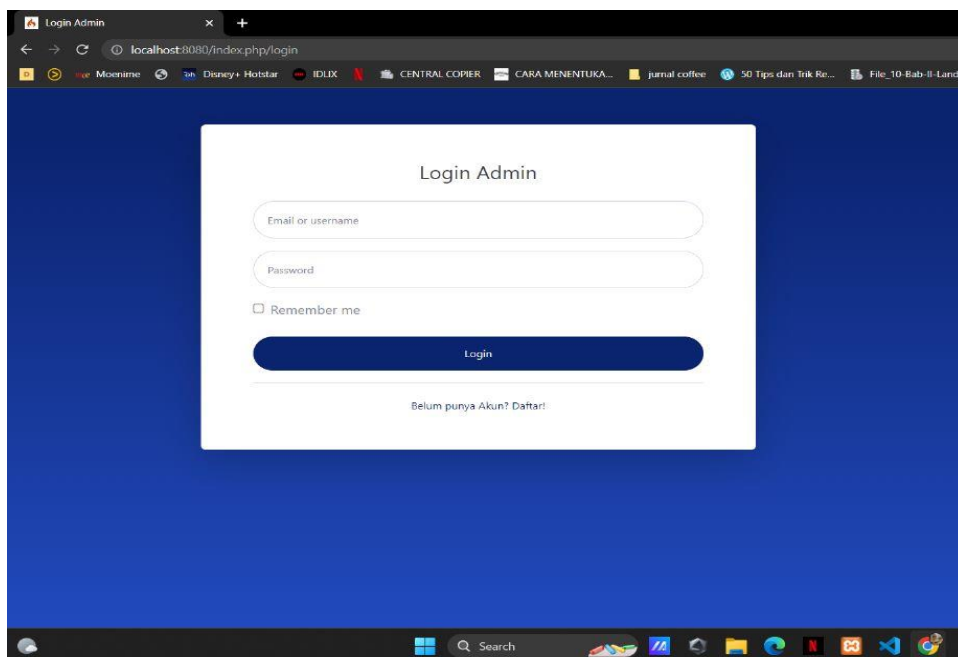 Login Admin
localhost:8080/index.php/login
Moenime Disney+ Hotstar IDLIX CENTRAL COPIER CARA MENENTUKA... jurnal coffee 50 Tips dan Trik Re... File_10-Bab-II-Land
Login Admin
Email or username
Password
Remember me
Login
Belum punya Akun? Daftar!
Search